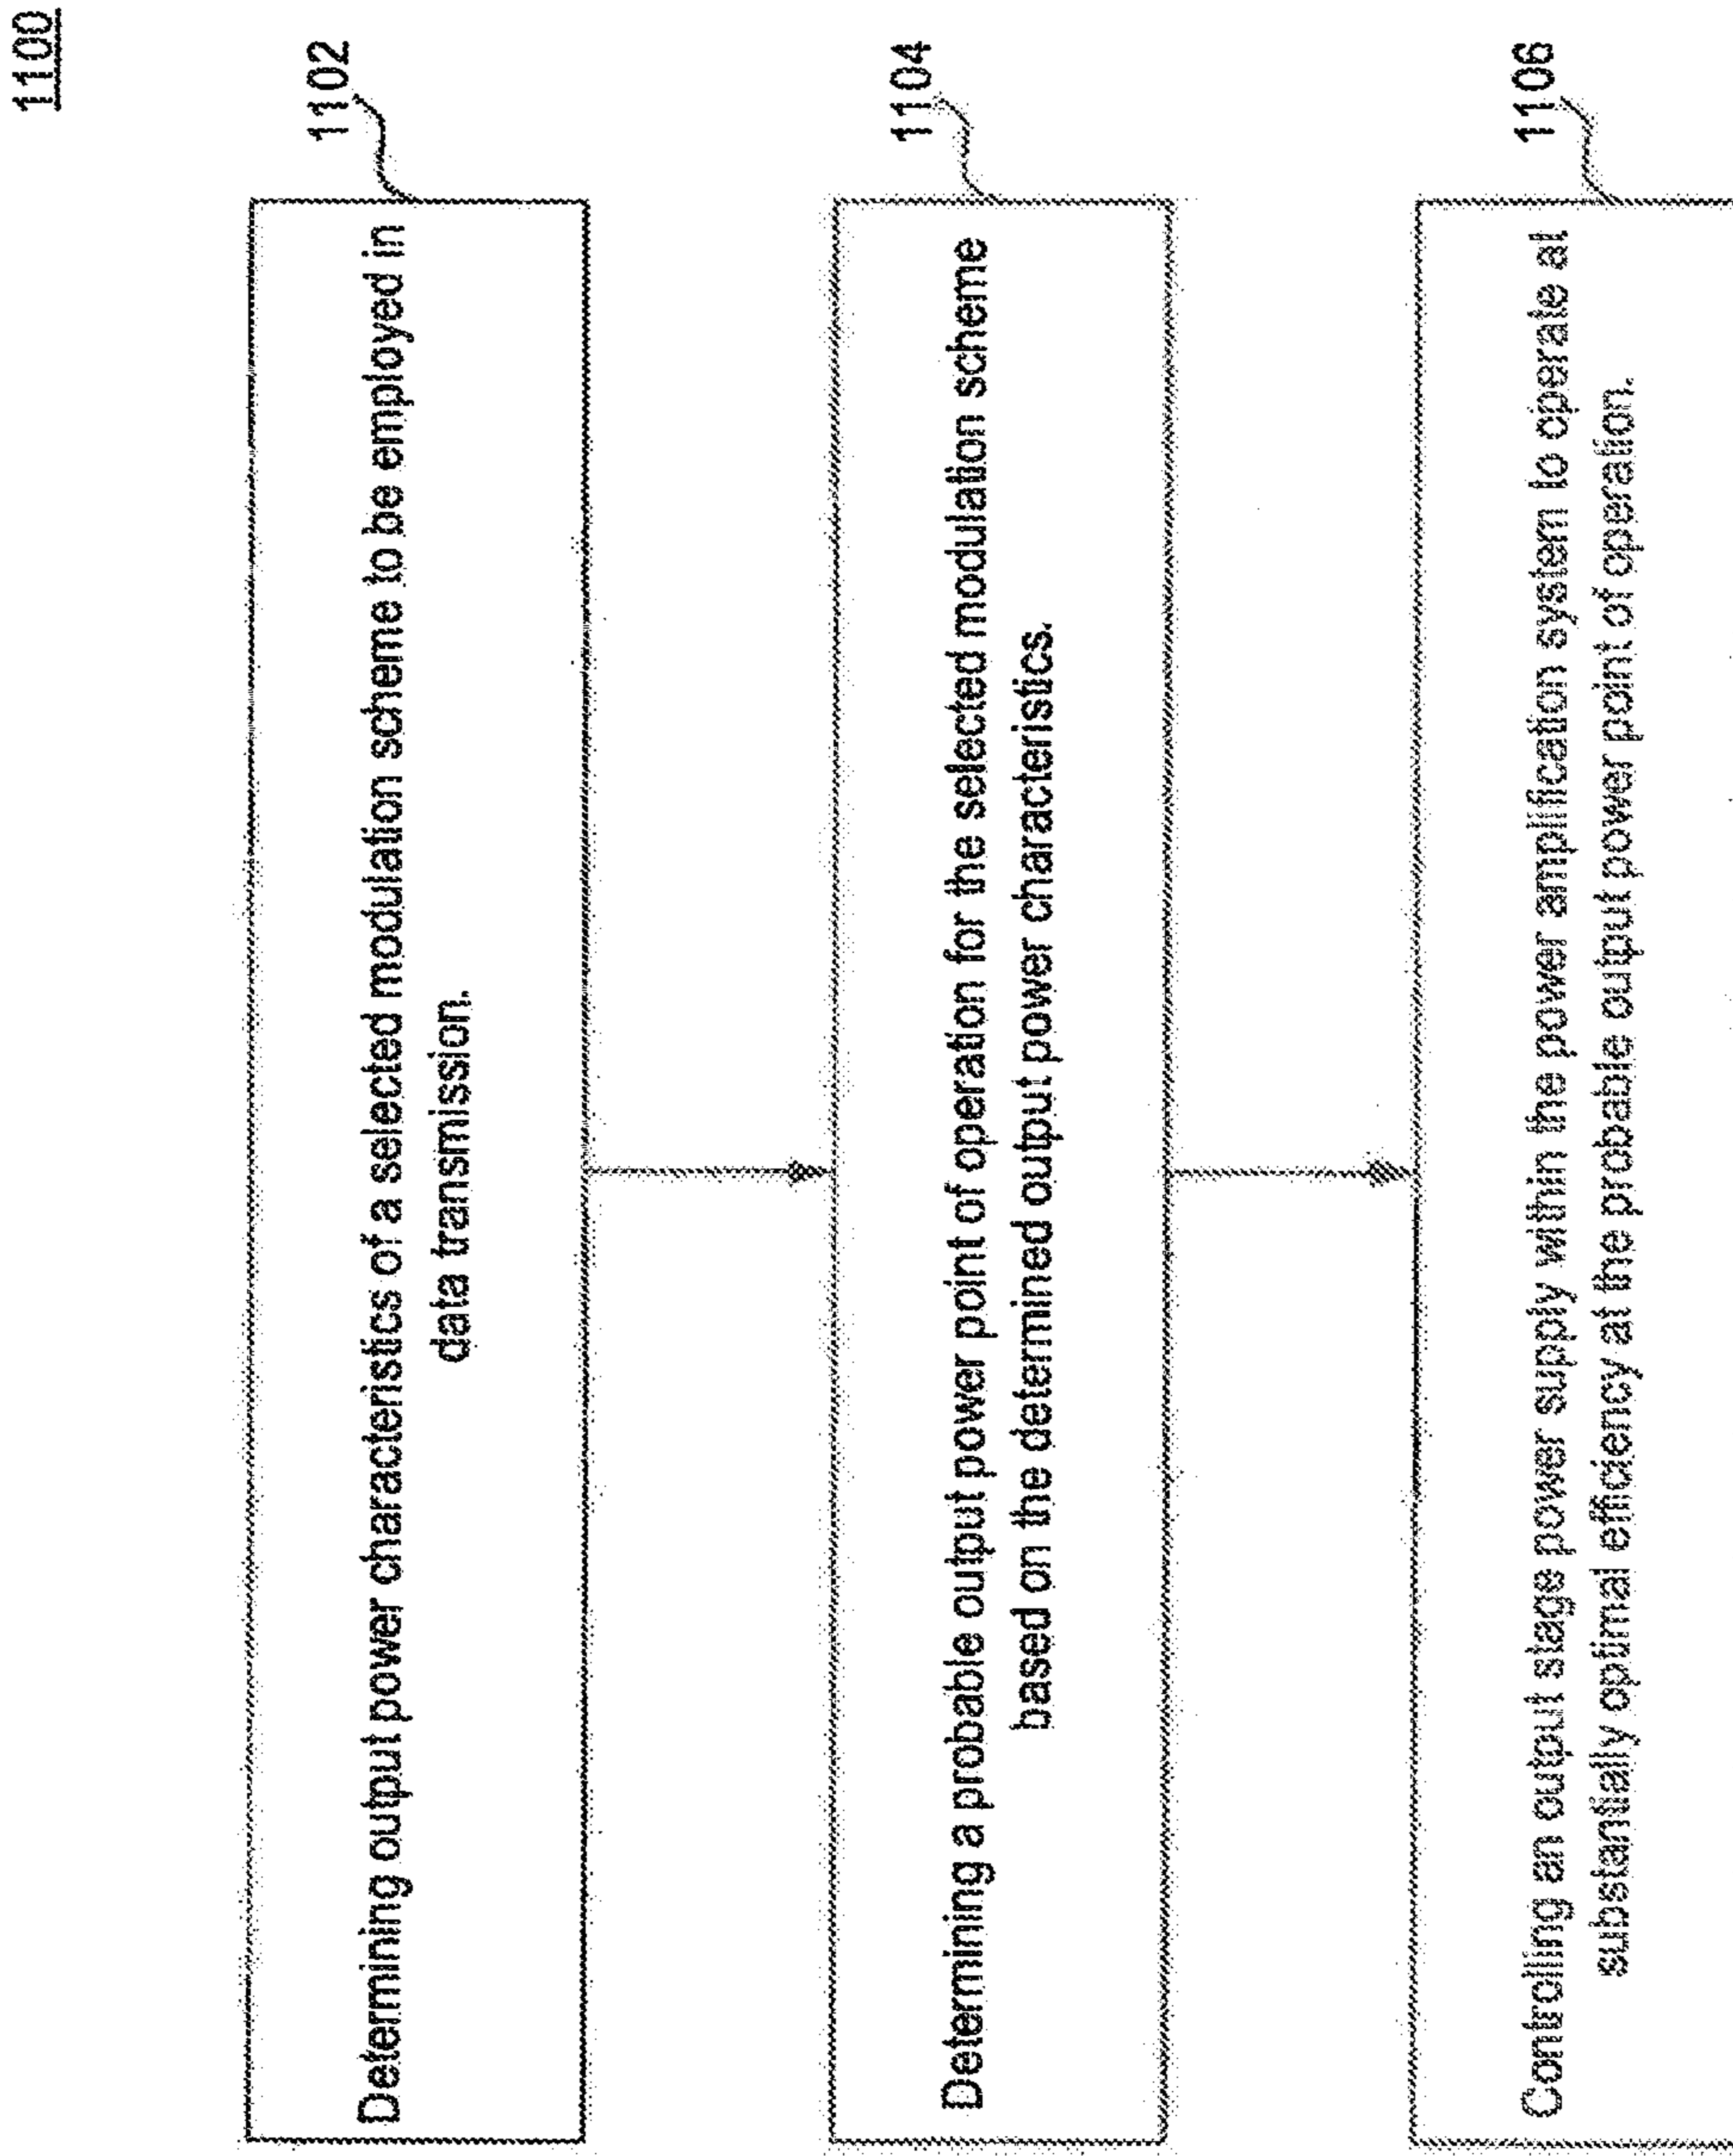 1100
1102
Determining output power characteristics of a selected modulation scheme to be employed in
data transmission.
1104
Determining a probable output power point of operation for the selected modulation scheme
based on the determined output power characteristics.
1106
Controlling an output stage power supply within the power amplification system to operate at
substantially optimal efficiency at the probable output power point of operation.